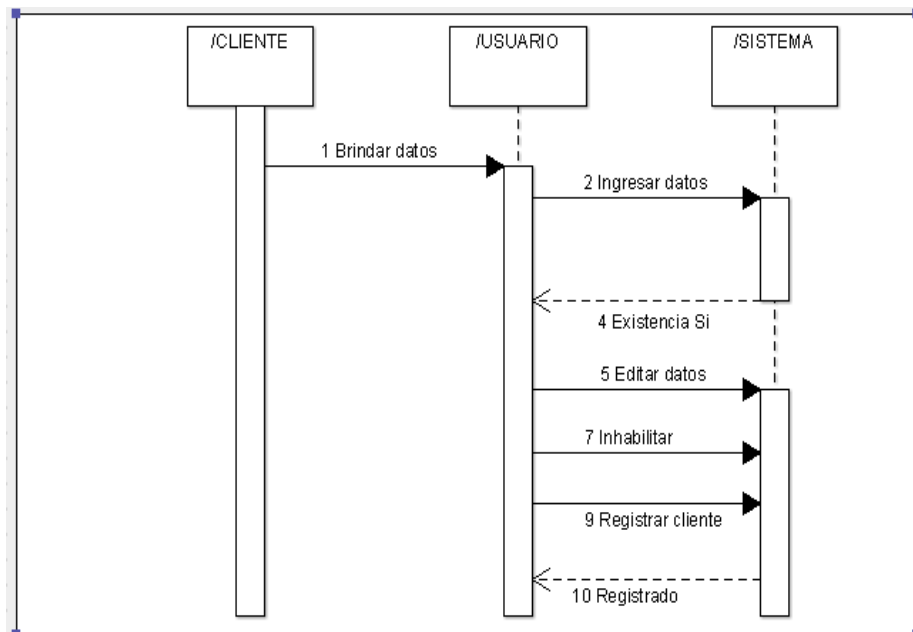 /CLIENTE
/USUARIO
/SISTEMA
1 Brindar datos
2 Ingresar datos
4 Existencia Si
5 Editar datos
7 Inhabilitar
9 Registrar cliente
10 Registrado